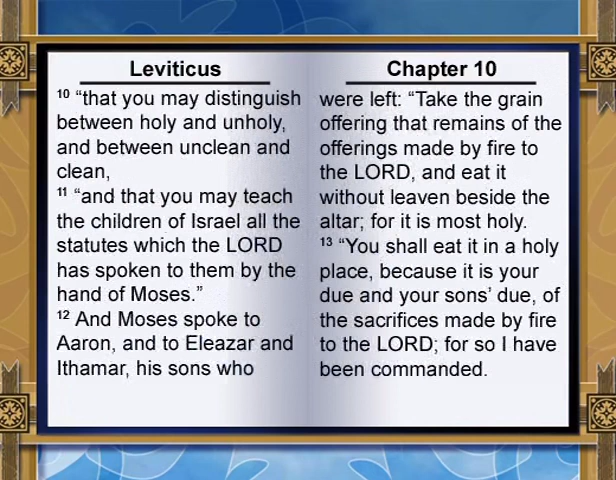 Leviticus
10 “that you may distinguish
between holy and unholy,
and between unclean and
clean,
11 “and that you may teach
the children of Israel all the
statutes which the LORD
has spoken to them by the
hand of Moses.”
12 And Moses spoke to
Aaron, and to Eleazar and
Ithamar, his sons who
Chapter 10
were left: “Take the grain
offering that remains of the
offerings made by fire to
the LORD, and eat it
without leaven beside the
altar; for it is most holy.
13 “You shall eat it in a holy
place, because it is your
due and your sons’ due, of
the sacrifices made by fire
to the LORD; for so I have
been commanded.